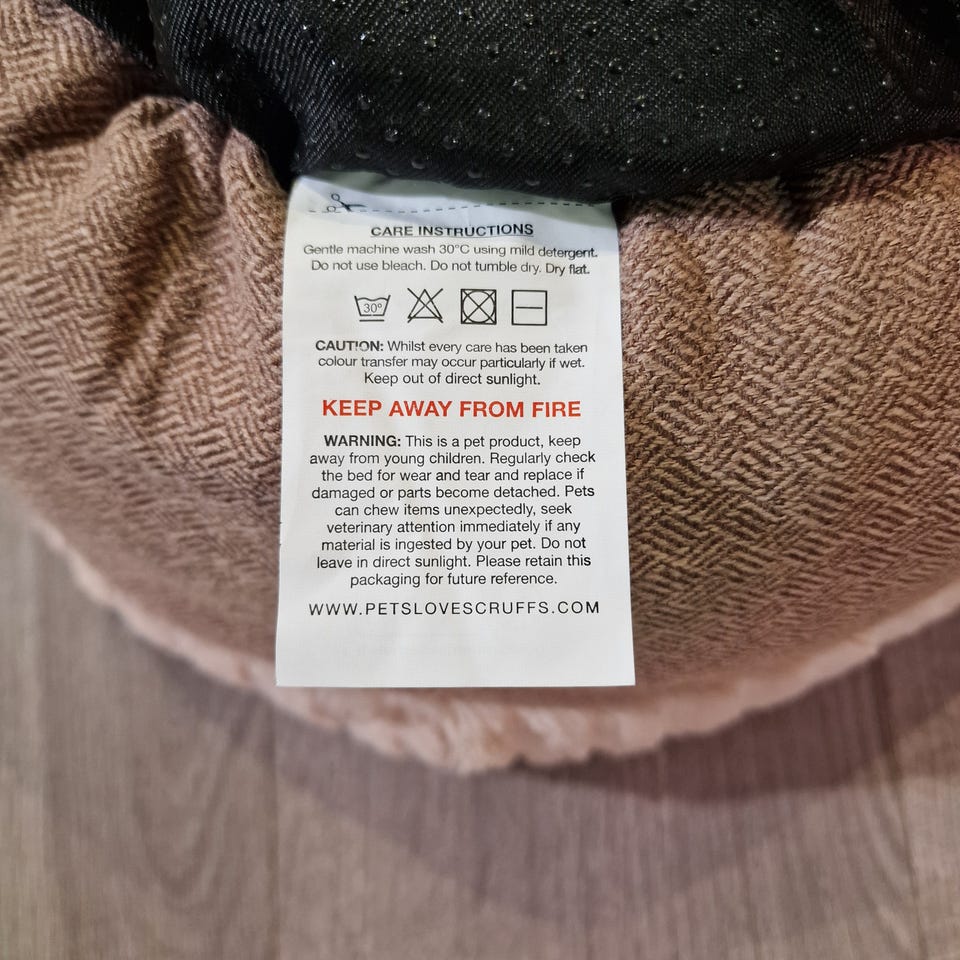 CARE INSTRUCTIONS
Gentle machine wash 30°C using mild detergent.
Do not use bleach. Do not tumble dry. Dry flat.
30°
CAUTION: Whilst every care has been taken
colour transfer may occur particularly if wet.
Keep out of direct sunlight.
KEEP AWAY FROM FIRE
WARNING: This is a pet product, keep
away from young children. Regularly check
the bed for wear and tear and replace if
damaged or parts become detached. Pets
can chew items unexpectedly, seek
veterinary attention immediately if any
material is ingested by your pet. Do not
leave in direct sunlight. Please retain this
packaging for future reference.
WWW.PETSLOVESCRUFFS.COM